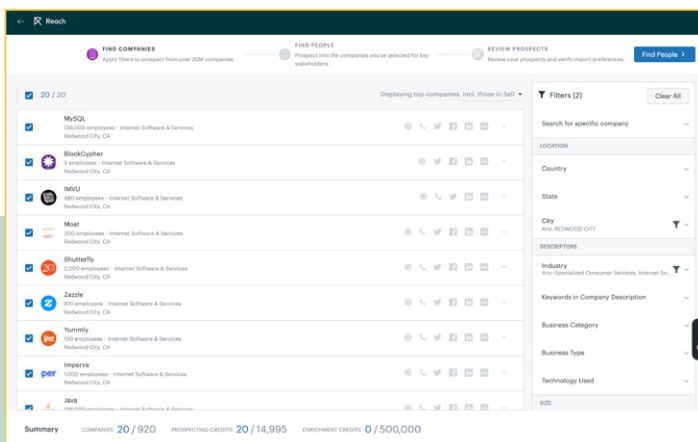 ← Reach
FIND COMPANIES
Apply filters to prospect from over 20M companies.
FIND PEOPLE
Prospect into the companies you've selected for key
stakeholders.
REVIEW PROSPECTS
Review your prospects and verify import preferences.
Find People >
20 / 20
Displaying top companies, incl. those in Sell
MySQL
136,000 employees · Internet Software & Services
Redwood City, CA
BlockCypher
5 employees · Internet Software & Services
Redwood City, CA
IMVU
480 employees · Internet Software & Services
Redwood City, CA
Moat
300 employees · Internet Software & Services
Redwood City, CA
Shutterfly
2,000 employees · Internet Software & Services
Redwood City, CA
Zazzle
810 employees · Internet Software & Services
Redwood City, CA
Yummly
150 employees · Internet Software & Services
Redwood City, CA
per
Imperva
1,000 employees · Internet Software & Services
Redwood City, CA
Java
136,000 employees · Internet Software & Services
Filters (2)
Clear All
Search for specific company
LOCATION
Country
State
City
Any: REDWOOD CITY
DESCRIPTORS
Industry
Any: Specialized Consumer Services, Internet So...
Keywords in Company Description
Business Category
Business Type
Technology Used
SIZE
Summary
COMPANIES 20 / 920
PROSPECTING CREDITS 20 / 14,995
ENRICHMENT CREDITS 0 / 500,000